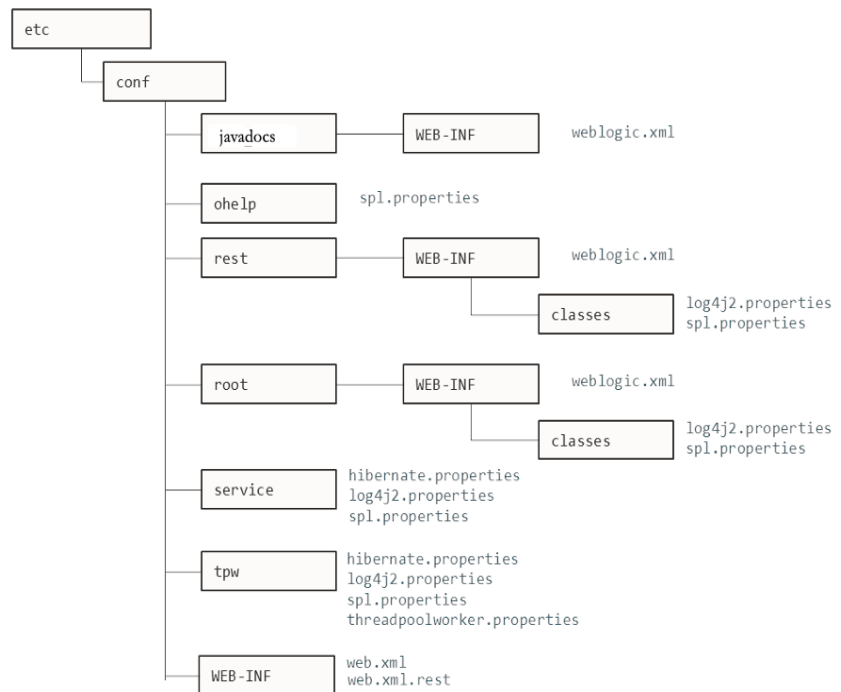 etc
conf
javadocs
WEB-INF
weblogic.xml
ohelp
spl.properties
rest
WEB-INF
weblogic.xml
classes
log4j2.properties
spl.properties
root
WEB-INF
weblogic.xml
classes
log4j2.properties
spl.properties
service
hibernate.properties
log4j2.properties
spl.properties
tpw
hibernate.properties
log4j2.properties
spl.properties
threadpoolworker.properties
WEB-INF
web.xml
web.xml.rest